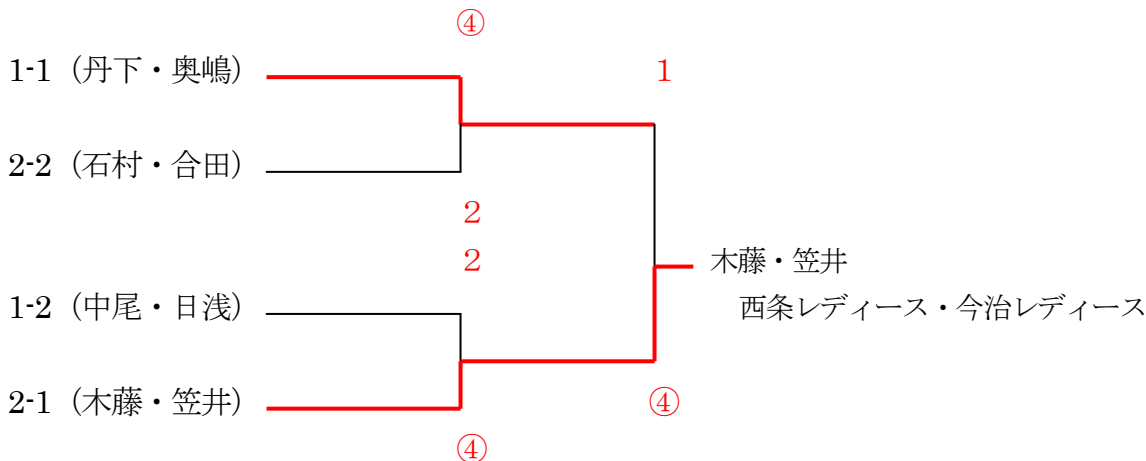 ④
1-1（丹下・奥嶋） 1
2-2（石村・合田）
2
2
木藤・笠井
1-2（中尾・日浅） 西条レディース・今治レディース
2-1（木藤・笠井） ④
④